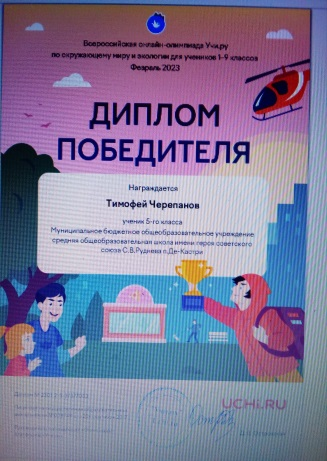 Всероссийская онлайн-олимпиада Учи.ру
по окружающему миру и экологии для учеников 1-9 классов
Февраль 2023
ДИПЛОМ
ПОБЕДИТЕЛЯ
Награждается
Тимофей Черепанов
ученик 5-го класса
Муниципальное бюджетное общеобразовательное учреждение
средняя общеобразовательная школа имени героя советского
союза С.В.Руднева п.Де-Кастри
UCHi.RU